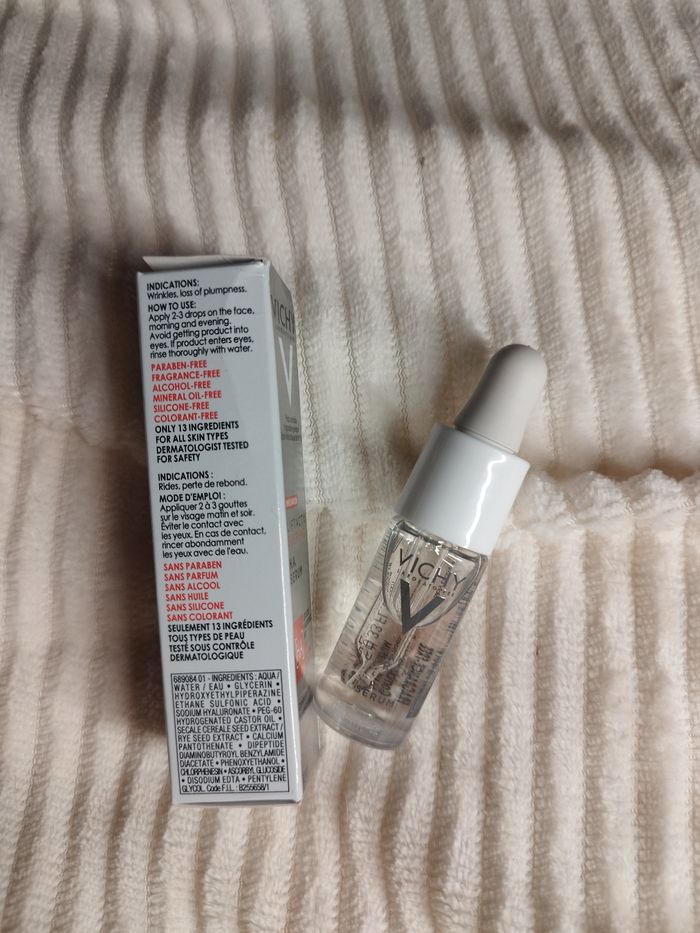 INDICATIONS:
Wrinkles, loss of plumpness.
HOW TO USE:
Apply 2-3 drops on the face,
morning and evening.
Avoid getting product into
eyes. If product enters eyes,
rinse thoroughly with water.
PARABEN-FREE
FRAGRANCE-FREE
ALCOHOL-FREE
MINERAL OIL-FREE
SILICONE-FREE
COLORANT-FREE
ONLY 13 INGREDIENTS
FOR ALL SKIN TYPES
DERMATOLOGIST TESTED
FOR SAFETY
INDICATIONS :
Rides, perte de rebond.
MODE D'EMPLOI :
Appliquer 2 à 3 gouttes
sur le visage matin et soir.
Éviter le contact avec
les yeux. En cas de contact,
rincer abondamment
les yeux avec de l'eau.
SANS PARABEN
SANS PARFUM
SANS ALCOOL
SANS HUILE
SANS SILICONE
SANS COLORANT
SEULEMENT 13 INGRÉDIENTS
TOUS TYPES DE PEAU
TESTÉ SOUS CONTRÔLE
DERMATOLOGIQUE
689084 01 - INGREDIENTS: AQUA /
WATER / EAU • GLYCERIN •
HYDROXYETHYLPIPERAZINE
ETHANE SULFONIC ACID •
SODIUM HYALURONATE • PEG-60
HYDROGENATED CASTOR OIL •
SECALE CEREALE SEED EXTRACT /
RYE SEED EXTRACT • CALCIUM
PANTOTHENATE • DIPEPTIDE
DIAMINOBUTYROYL BENZYLAMIDE
DIACETATE • PHENOXYETHANOL •
CHLORPHENESIN • ASCORBYL GLUCOSIDE
• DISODIUM EDTA • PENTYLENE
GLYCOL. Code F.I.L. : B255658/1
VICHY
V
SERUM
VICHY
LABORATOIRES
V
SERUM